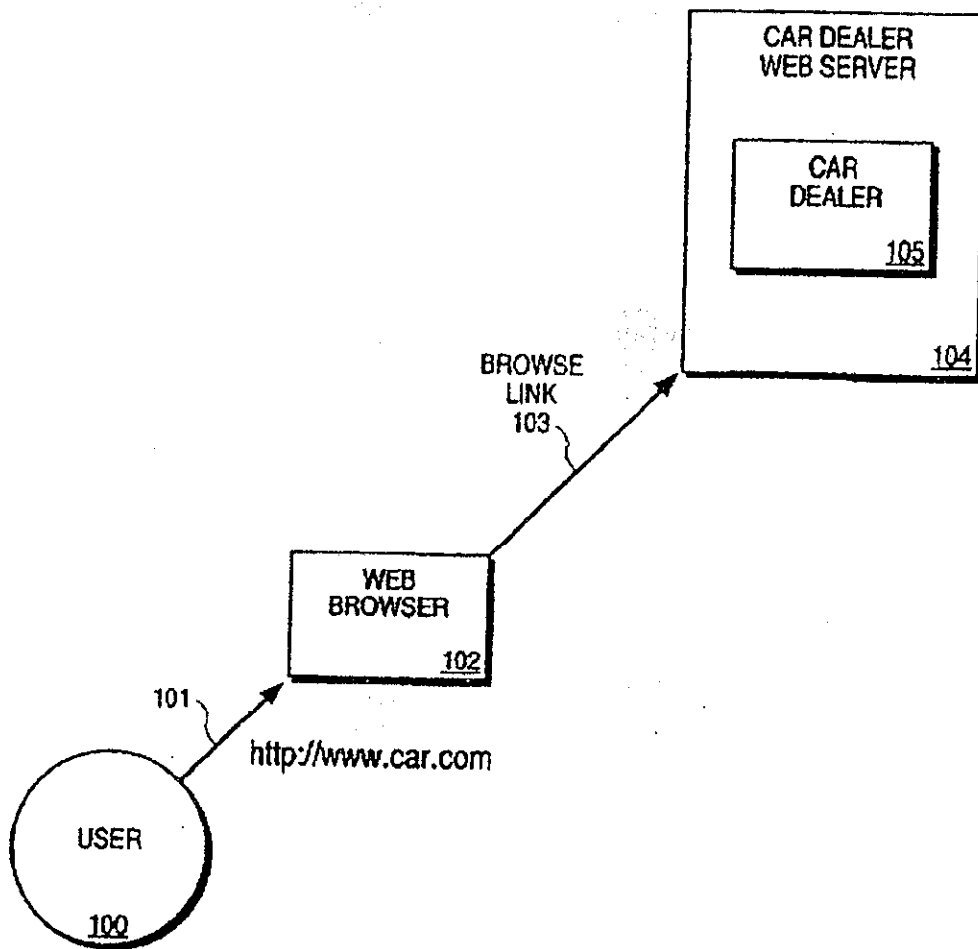 CAR DEALER
WEB SERVER
CAR
DEALER
105
104
BROWSE
LINK
103
WEB
BROWSER
102
101
http://www.car.com
USER
100